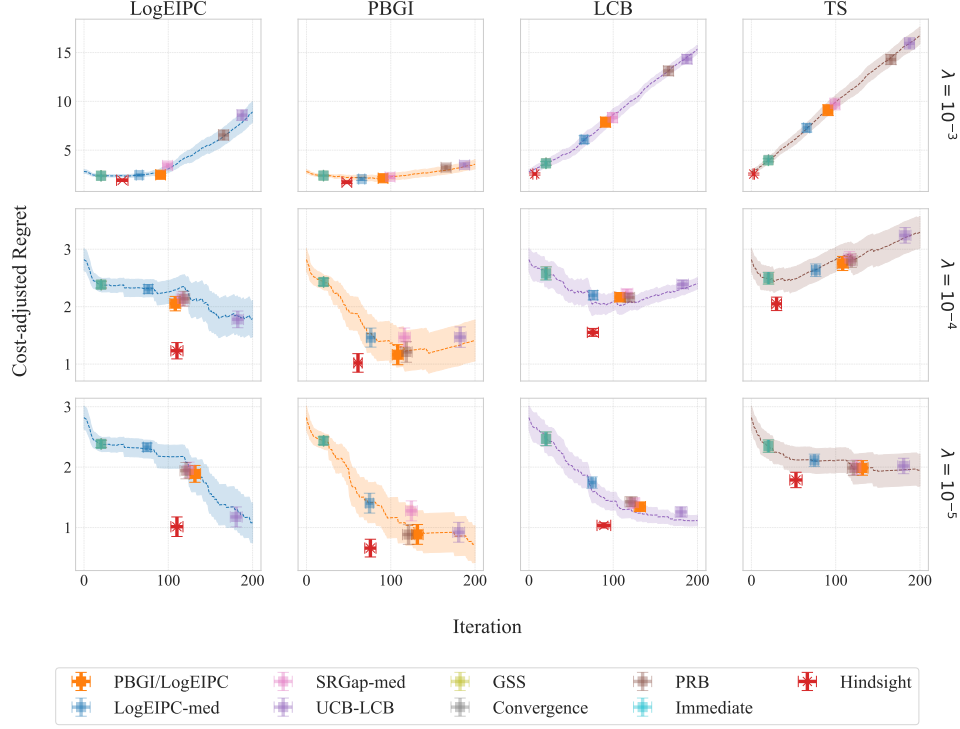 LogEIPC PBGI LCB TS
15
10
5
λ = 10⁻³
3
2
1
λ = 10⁻⁴
3
2
1
λ = 10⁻⁵
Cost-adjusted Regret
0 100 200 0 100 200 0 100 200 0 100 200
Iteration
PBGI/LogEIPC SRGap-med GSS PRB Hindsight
LogEIPC-med UCB-LCB Convergence Immediate